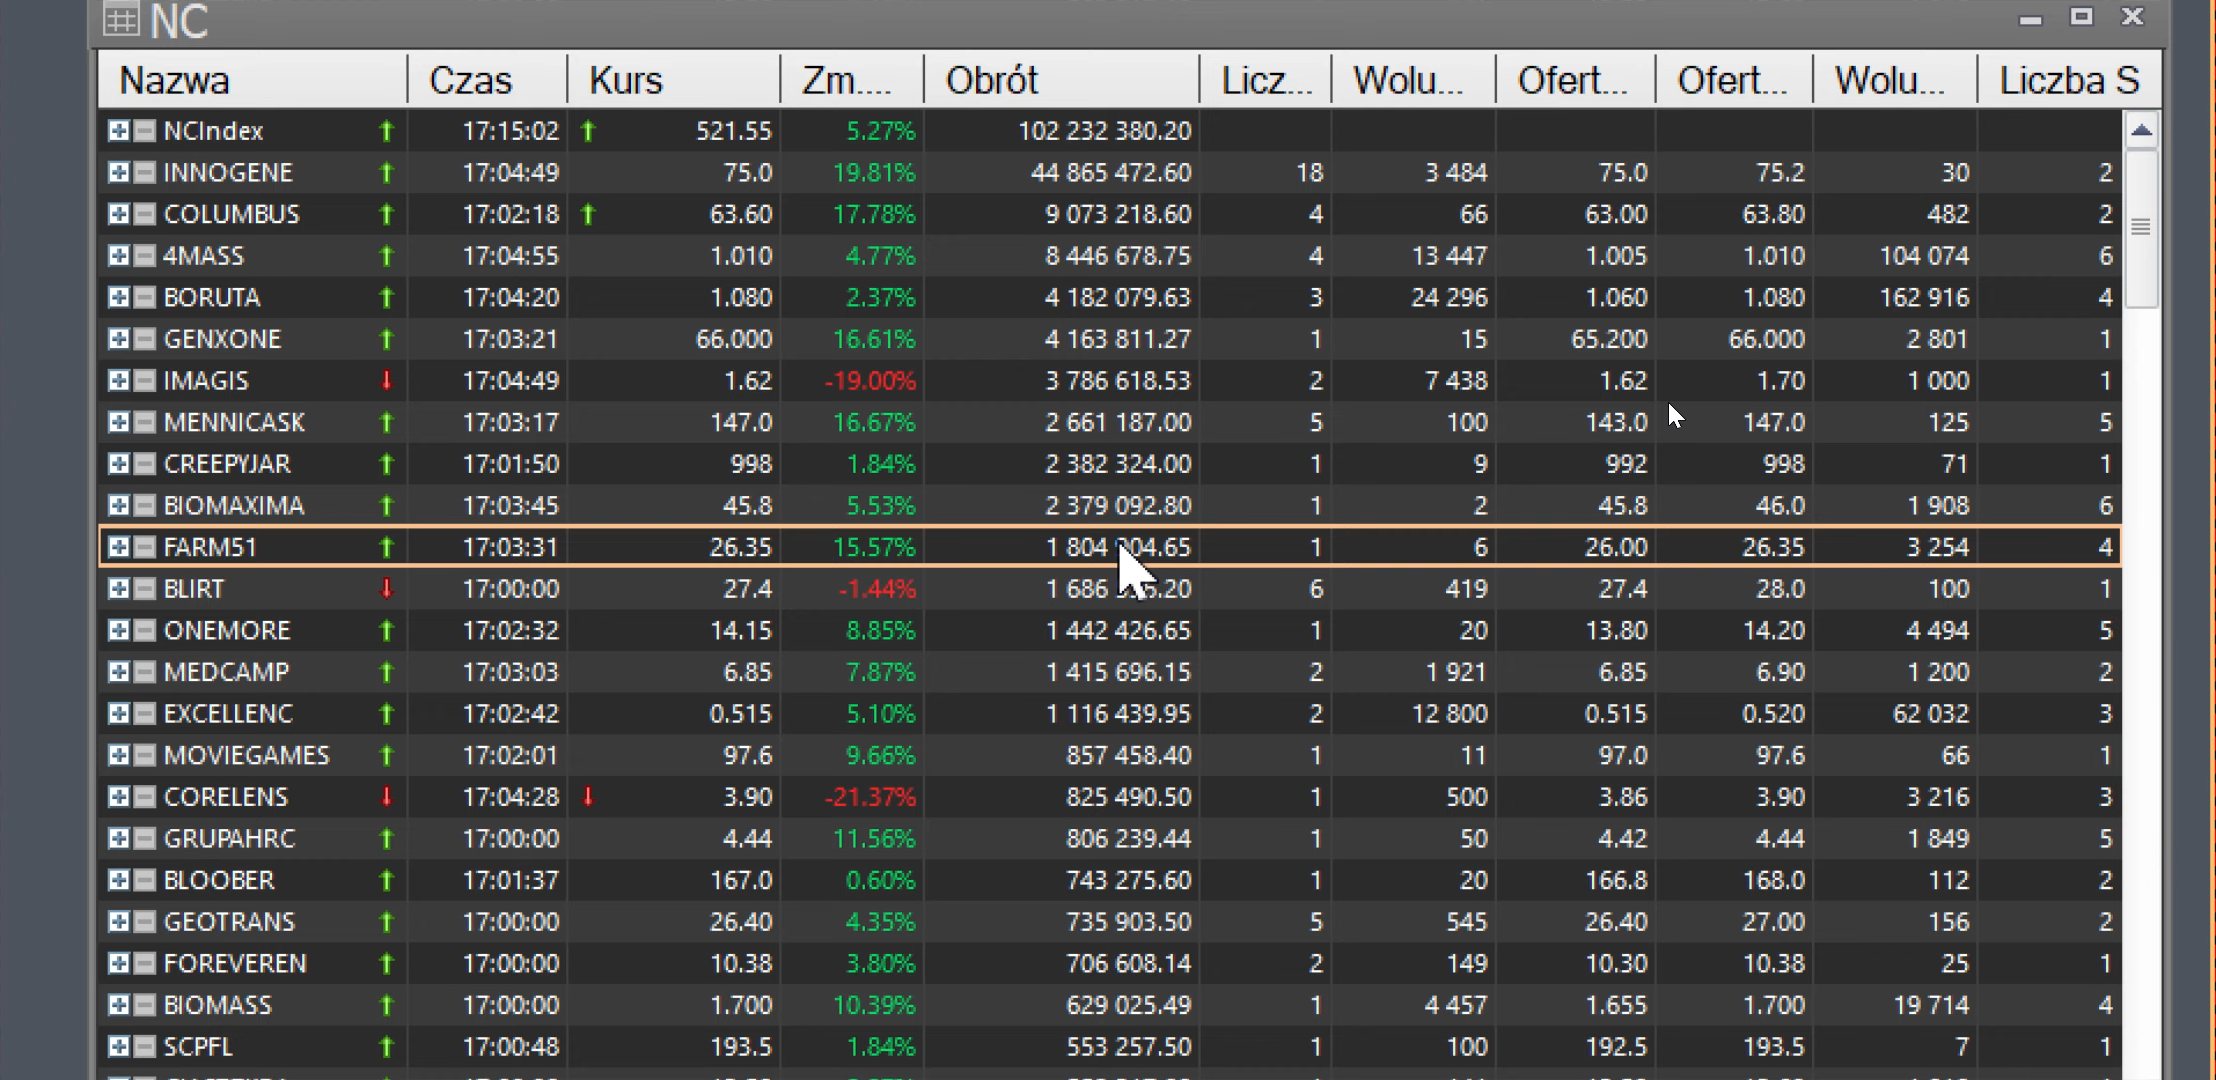 NC
Nazwa Czas Kurs Zm.... Obrót Licz... Wolu... Ofert... Ofert... Wolu... Liczba S
NCIndex 17:15:02 521.55 5.27% 102 232 380.20
INNOGENE 17:04:49 75.0 19.81% 44 865 472.60 18 3 484 75.0 75.2 30 2
COLUMBUS 17:02:18 63.60 17.78% 9 073 218.60 4 66 63.00 63.80 482 2
4MASS 17:04:55 1.010 4.77% 8 446 678.75 4 13 447 1.005 1.010 104 074 6
BORUTA 17:04:20 1.080 2.37% 4 182 079.63 3 24 296 1.060 1.080 162 916 4
GENXONE 17:03:21 66.000 16.61% 4 163 811.27 1 15 65.200 66.000 2 801 1
IMAGIS 17:04:49 1.62 -19.00% 3 786 618.53 2 7 438 1.62 1.70 1 000 1
MENNICASK 17:03:17 147.0 16.67% 2 661 187.00 5 100 143.0 147.0 125 5
CREEPYJAR 17:01:50 998 1.84% 2 382 324.00 1 9 992 998 71 1
BIOMAXIMA 17:03:45 45.8 5.53% 2 379 092.80 1 2 45.8 46.0 1 908 6
FARM51 17:03:31 26.35 15.57% 1 804 1 6 26.00 26.35 3 254 4
BLIRT 17:00:00 27.4 -1.44% 1 686 6 419 27.4 28.0 100 1
ONEMORE 17:02:32 14.15 8.85% 1 442 426.65 1 20 13.80 14.20 4 494 5
MEDCAMP 17:03:03 6.85 7.87% 1 415 696.15 2 1 921 6.85 6.90 1 200 2
EXCELLENC 17:02:42 0.515 5.10% 1 116 439.95 2 12 800 0.515 0.520 62 032 3
MOVIEGAMES 17:02:01 97.6 9.66% 857 458.40 1 11 97.0 97.6 66 1
CORELENS 17:04:28 3.90 -21.37% 825 490.50 1 500 3.86 3.90 3 216 3
GRUPAHRC 17:00:00 4.44 11.56% 806 239.44 1 50 4.42 4.44 1 849 5
BLOOBER 17:01:37 167.0 0.60% 743 275.60 1 20 166.8 168.0 112 2
GEOTRANS 17:00:00 26.40 4.35% 735 903.50 5 545 26.40 27.00 156 2
FOREVEREN 17:00:00 10.38 3.80% 706 608.14 2 149 10.30 10.38 25 1
BIOMASS 17:00:00 1.700 10.39% 629 025.49 1 4 457 1.655 1.700 19 714 4
SCPFL 17:00:48 193.5 1.84% 553 257.50 1 100 192.5 193.5 7 1